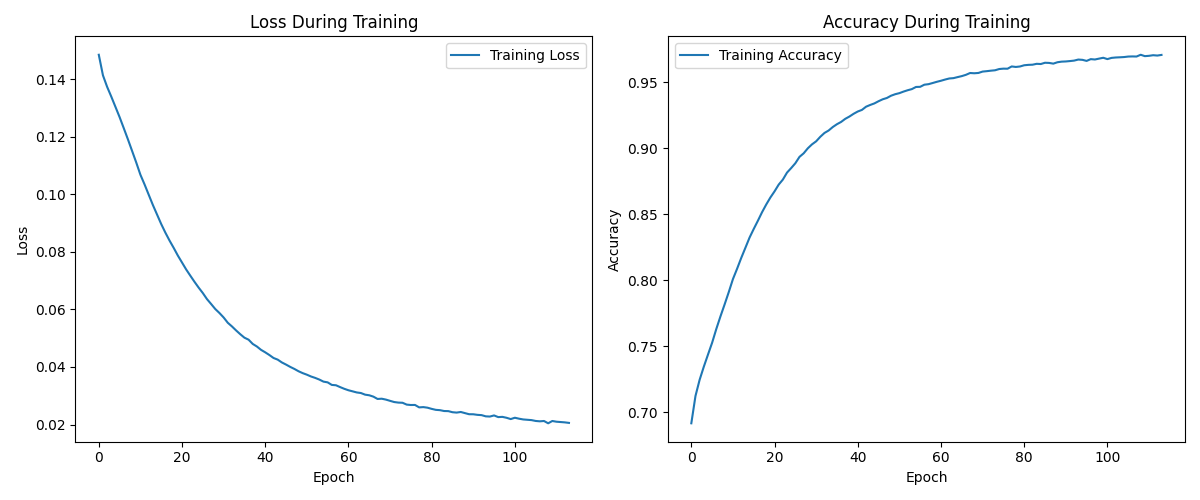 Loss During Training
Training Loss
0.14
0.12
0.10
0.08
0.06
0.04
0.02
Loss
0 20 40 60 80 100
Epoch
Accuracy During Training
Training Accuracy
0.95
0.90
0.85
0.80
0.75
0.70
Accuracy
0 20 40 60 80 100
Epoch